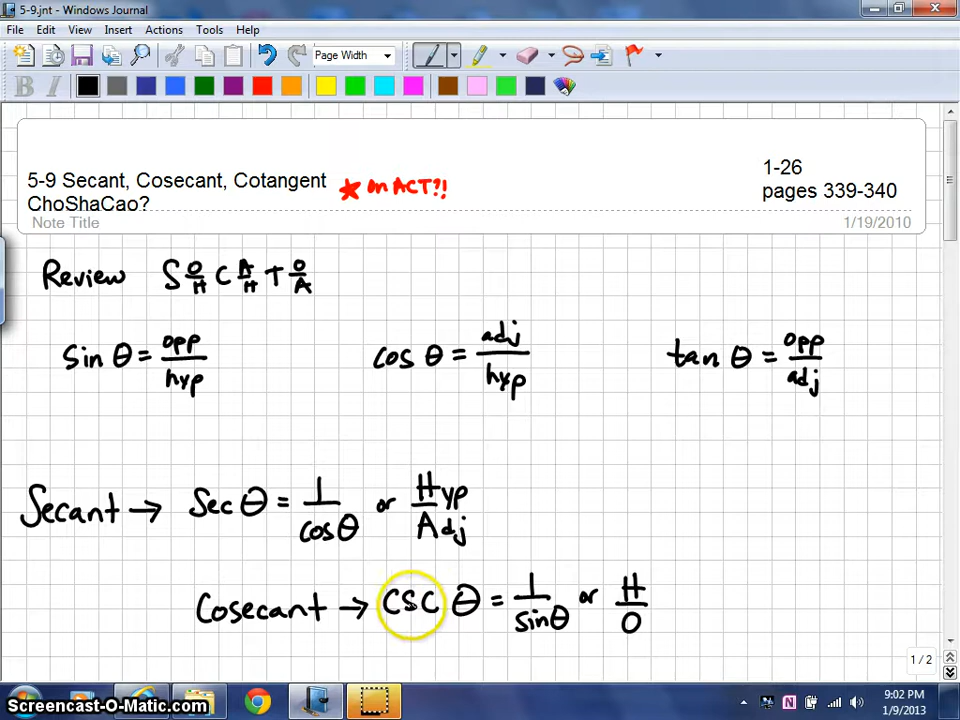 5-9.jnt - Windows Journal
File Edit View Insert Actions Tools Help
Page Width
B I
5-9 Secant, Cosecant, Cotangent
ChoShaCao?
* on ACT?!
1-26
pages 339-340
Note Title
1/19/2010
Review S O/H C A/H T O/A
sin θ = opp/hyp cos θ = adj/hyp tan θ = opp/adj
Secant → Sec θ = 1/cosθ or Hyp/Adj
Cosecant → CSC θ = 1/sinθ or H/O
1 / 2
Screencast-O-Matic.com
9:02 PM
1/9/2013